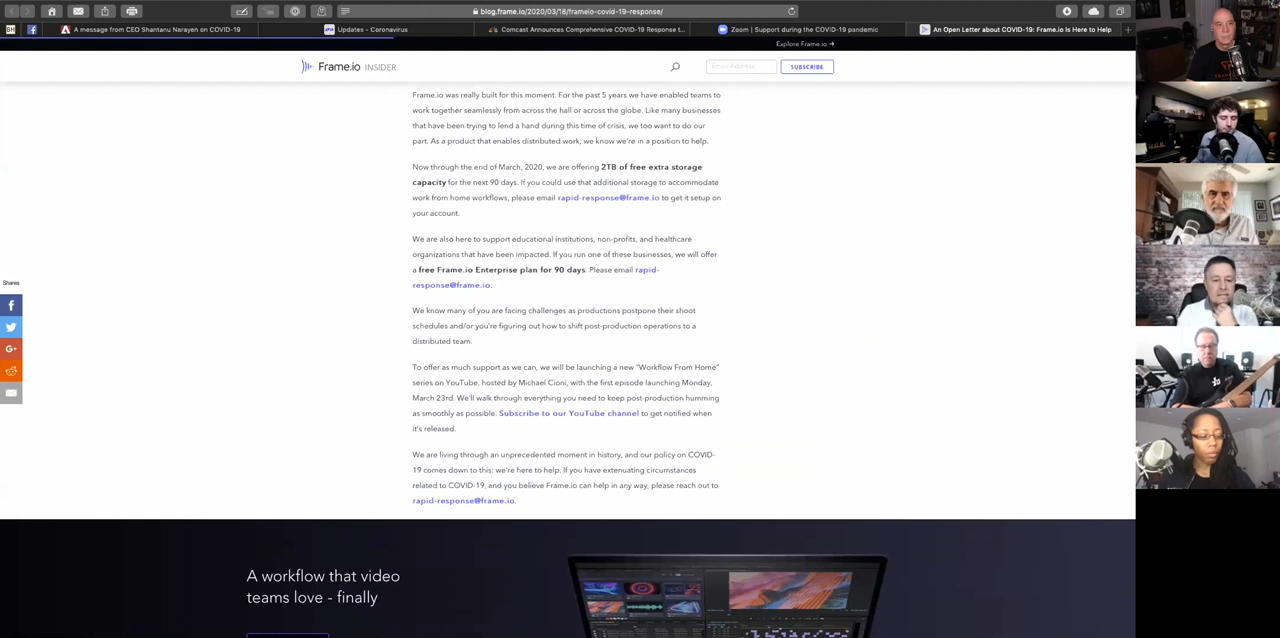 blog.frame.io/2020/03/18/frameio-covid-19-response/
BH
A message from CEO Shantanu Narayen on COVID-19
Updates - Coronavirus
Comcast Announces Comprehensive COVID-19 Response t...
Zoom | Support during the COVID-19 pandemic
An Open Letter about COVID-19: Frame.io Is Here to Help
Explore Frame.io →
Frame.io INSIDER
Email Address
SUBSCRIBE
Frame.io was really built for this moment. For the past 5 years we have enabled teams to
work together seamlessly from across the hall or across the globe. Like many businesses
that have been trying to lend a hand during this time of crisis, we too want to do our
part. As a product that enables distributed work, we know we're in a position to help.
Now through the end of March, 2020, we are offering 2TB of free extra storage
capacity for the next 90 days. If you could use that additional storage to accommodate
work from home workflows, please email rapid-response@frame.io to get it setup on
your account.
We are also here to support educational institutions, non-profits, and healthcare
organizations that have been impacted. If you run one of these businesses, we will offer
a free Frame.io Enterprise plan for 90 days. Please email rapid-
response@frame.io.
We know many of you are facing challenges as productions postpone their shoot
schedules and/or you're figuring out how to shift post-production operations to a
distributed team.
To offer as much support as we can, we will be launching a new "Workflow From Home"
series on YouTube, hosted by Michael Cioni, with the first episode launching Monday,
March 23rd. We'll walk through everything you need to keep post-production humming
as smoothly as possible. Subscribe to our YouTube channel to get notified when
it's released.
We are living through an unprecedented moment in history, and our policy on COVID-
19 comes down to this: we're here to help. If you have extenuating circumstances
related to COVID-19, and you believe Frame.io can help in any way, please reach out to
rapid-response@frame.io.
Shares
A workflow that video
teams love - finally